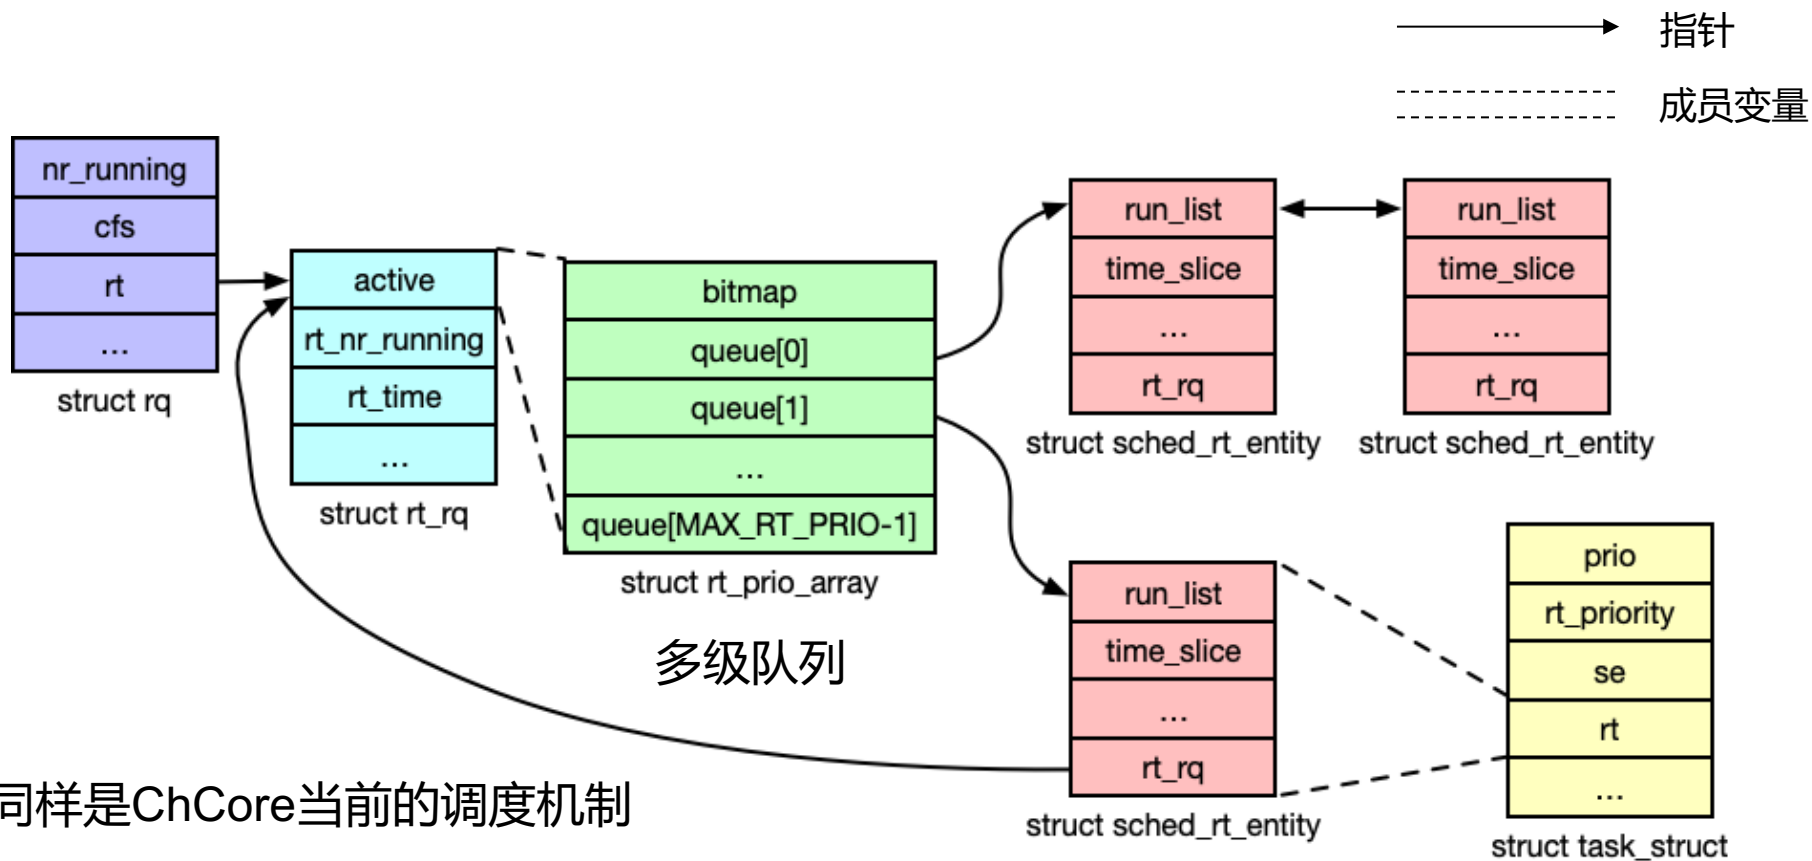 指针
成员变量
nr_running
cfs
rt
...
struct rq
active
rt_nr_running
rt_time
...
struct rt_rq
bitmap
queue[0]
queue[1]
...
queue[MAX_RT_PRIO-1]
struct rt_prio_array
多级队列
run_list
time_slice
...
rt_rq
struct sched_rt_entity
run_list
time_slice
...
rt_rq
struct sched_rt_entity
run_list
time_slice
...
rt_rq
struct sched_rt_entity
prio
rt_priority
se
rt
...
struct task_struct
同样是ChCore当前的调度机制